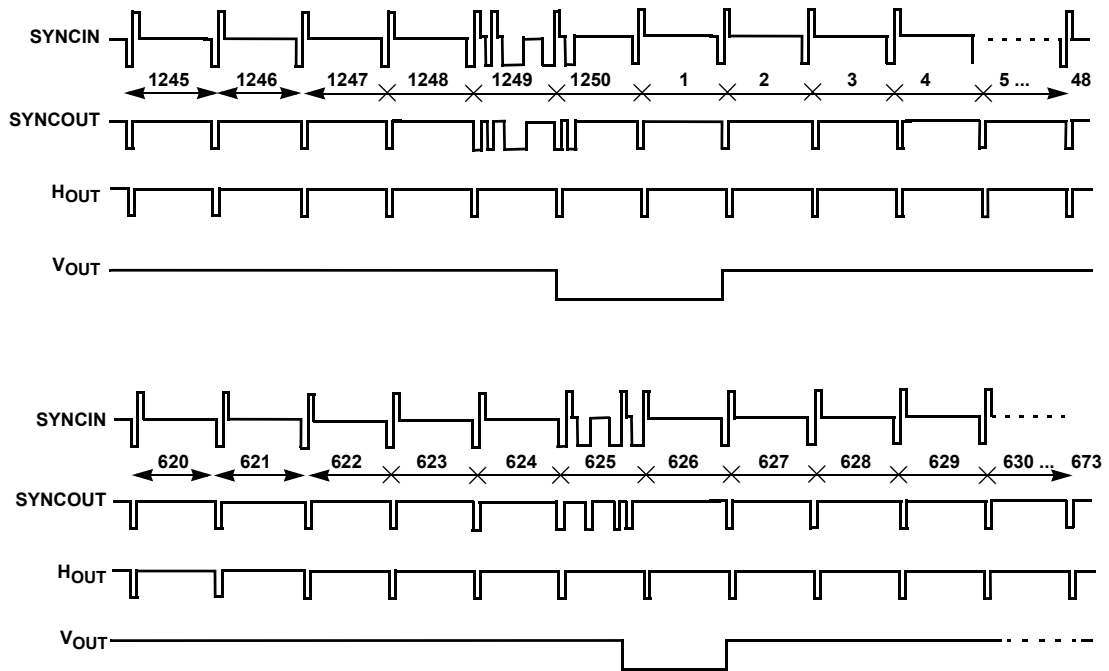 SYNCIN
1245 1246 1247 1248 1249 1250 1 2 3 4 5 ... 48
SYNCOUT
HOUT
VOUT
SYNCIN
620 621 622 623 624 625 626 627 628 629 630 ... 673
SYNCOUT
HOUT
VOUT